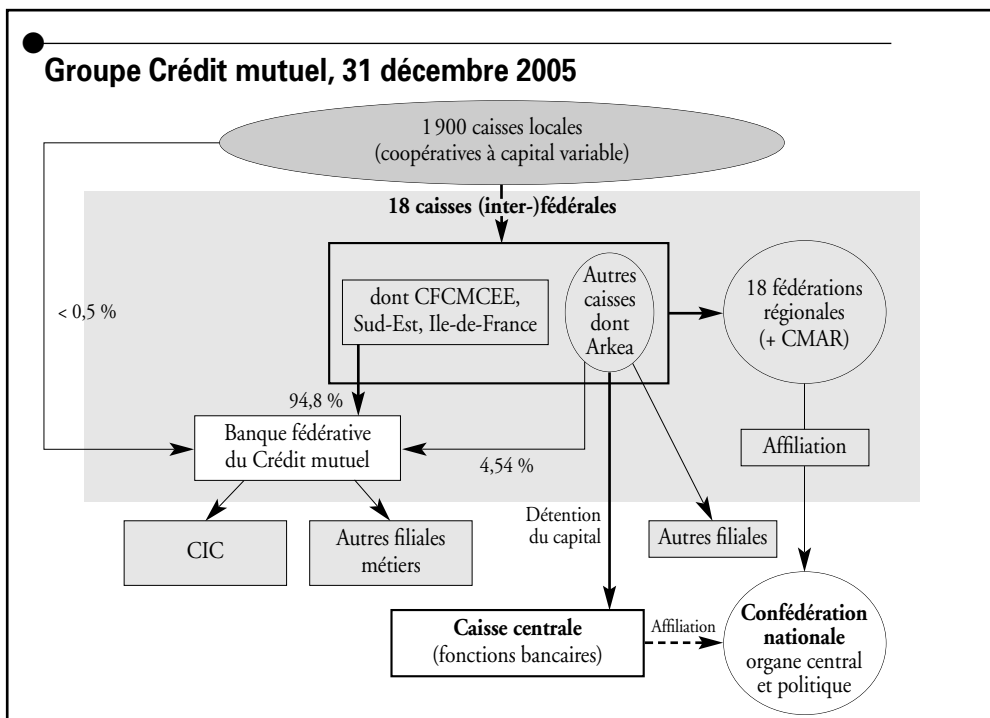 Groupe Crédit mutuel, 31 décembre 2005
1 900 caisses locales
(coopératives à capital variable)
18 caisses (inter-)fédérales
dont CFCMCEE,
Sud-Est, Ile-de-France
Autres
caisses
dont
Arkea
18 fédérations
régionales
(+ CMAR)
< 0,5 %
94,8 %
Banque fédérative
du Crédit mutuel
4,54 %
Affiliation
CIC
Autres filiales
métiers
Détention
du capital
Autres filiales
Caisse centrale
(fonctions bancaires)
Affiliation
Confédération
nationale
organe central
et politique